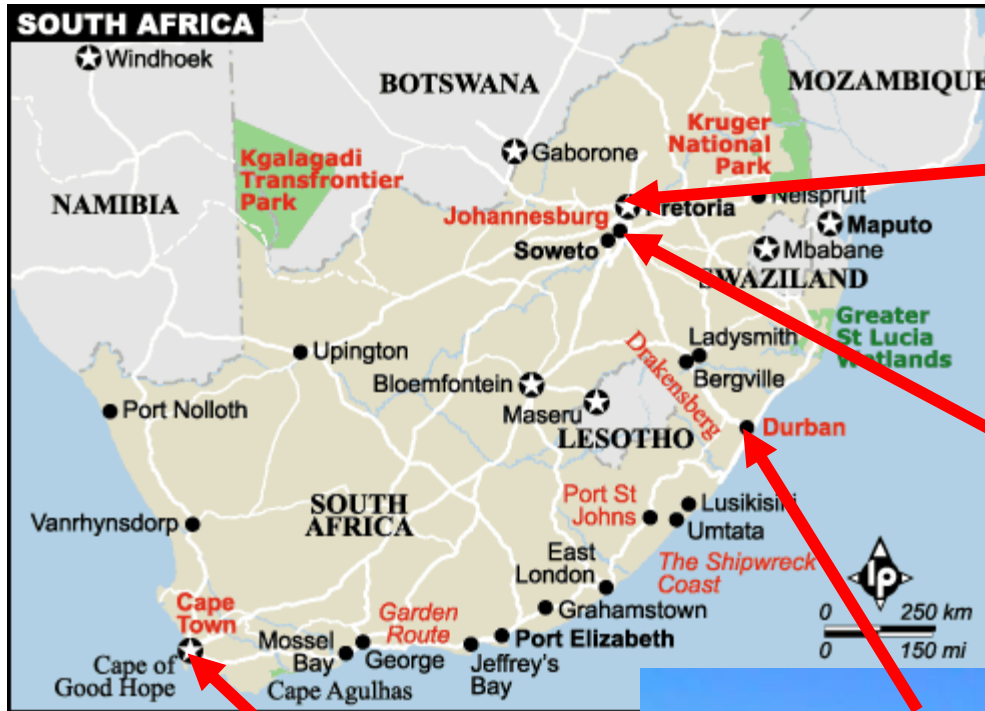 SOUTH AFRICA
Windhoek
BOTSWANA
MOZAMBIQUE
Kruger
National
Park
Gaborone
Kgalagadi
Transfrontier
Park
NAMIBIA
Johannesburg
Pretoria
Nelspruit
Maputo
Soweto
Mbabane
SWAZILAND
Greater
St Lucia
Wetlands
Ladysmith
Upington
Drakensberg
Bergville
Bloemfontein
Maseru
Port Nolloth
LESOTHO
Durban
SOUTH
AFRICA
Port St
Johns
Lusikisiki
Umtata
Vanrhynsdorp
East
London
The Shipwreck
Coast
lp
Cape
Town
Garden
Route
Grahamstown
0 250 km
0 150 mi
Mossel
Bay
George
Port Elizabeth
Jeffrey's
Bay
Cape of
Good Hope
Cape Agulhas